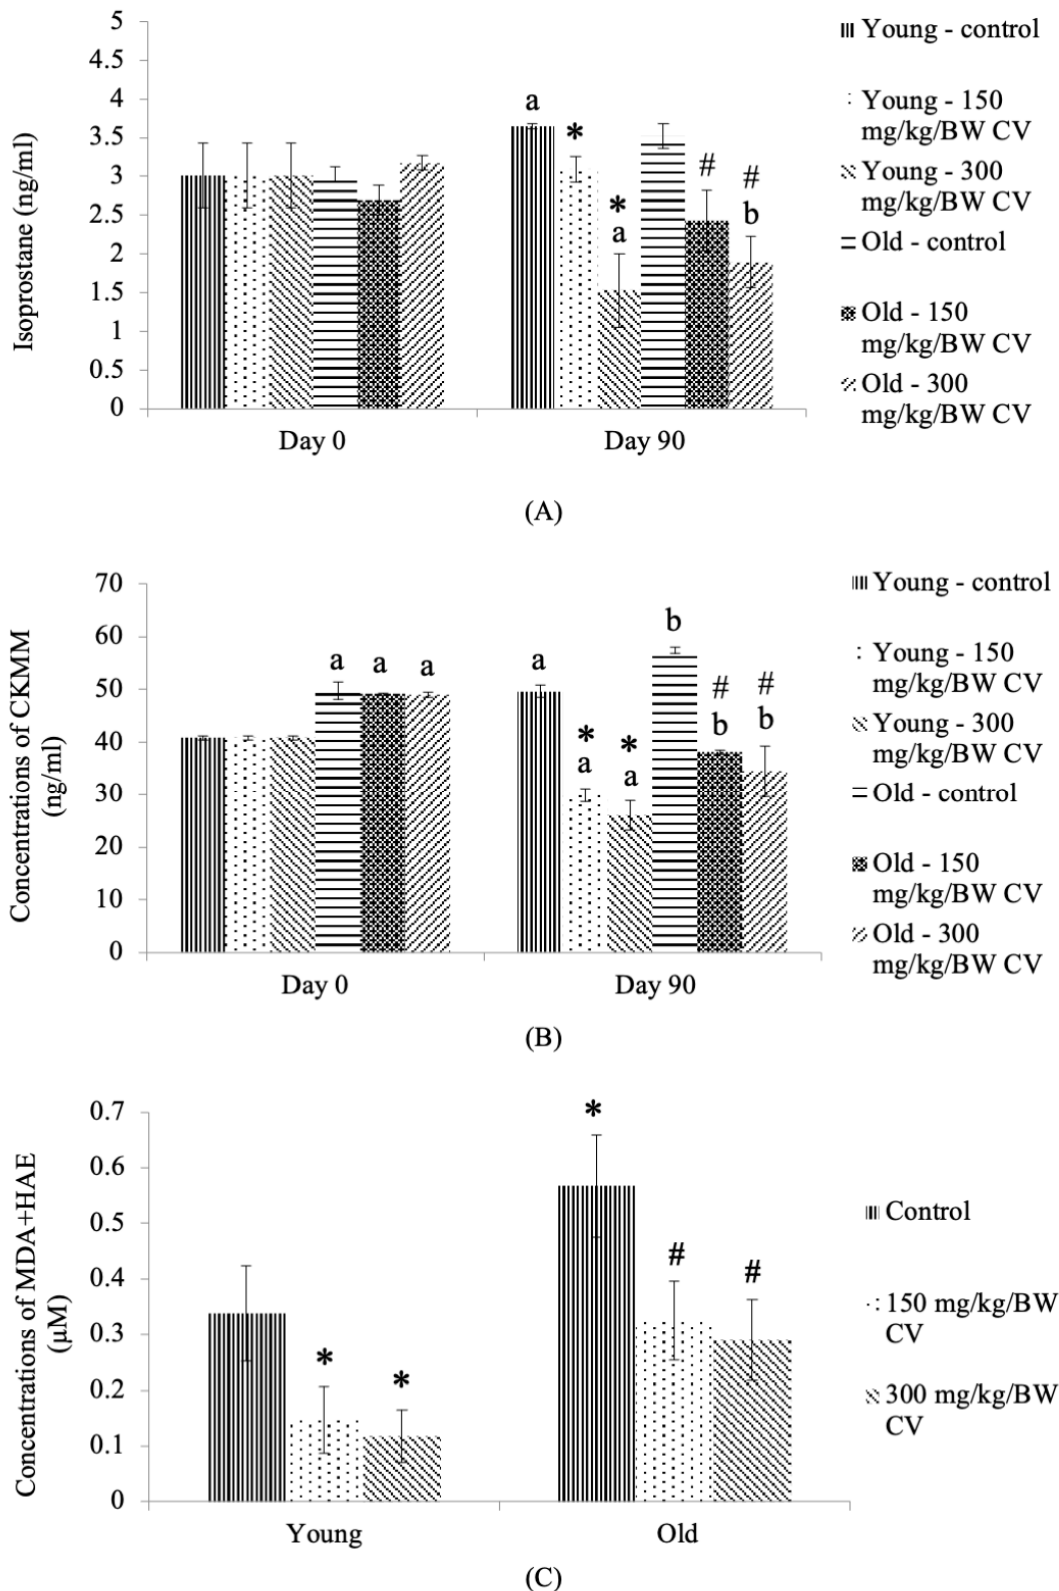 5
4.5
4
3.5
3
2.5
2
1.5
1
0.5
0
Isoprostane (ng/ml)
a
*
*
a
#
#
b
Day 0
Day 90
Young - control
Young - 150
mg/kg/BW CV
Young - 300
mg/kg/BW CV
Old - control
Old - 150
mg/kg/BW CV
Old - 300
mg/kg/BW CV
(A)
70
60
50
40
30
20
10
0
Concentrations of CKMM
(ng/ml)
a
a
a
a
*
a
*
a
b
#
b
#
b
Day 0
Day 90
Young - control
Young - 150
mg/kg/BW CV
Young - 300
mg/kg/BW CV
Old - control
Old - 150
mg/kg/BW CV
Old - 300
mg/kg/BW CV
(B)
0.7
0.6
0.5
0.4
0.3
0.2
0.1
0
Concentrations of MDA+HAE
(μM)
*
*
*
#
#
Young
Old
Control
150 mg/kg/BW
CV
300 mg/kg/BW
CV
(C)